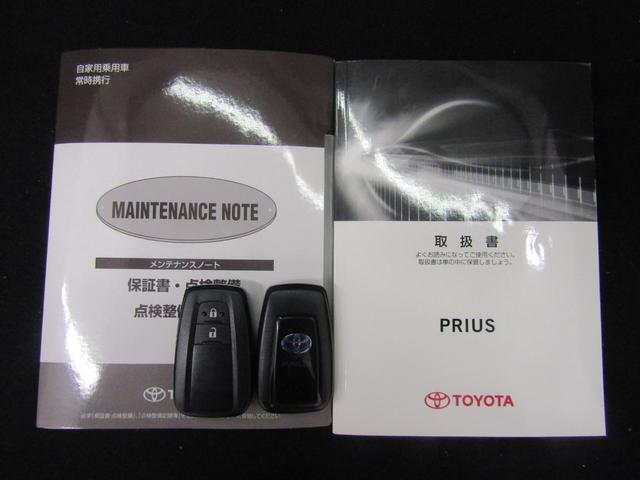 自家用乗用車
常時携行
MAINTENANCE NOTE
メンテナンスノート
保証書・点検整備
点検整備
取扱書
よくお読みになってご使用ください。
取扱書は車の中に保管しましょう。
PRIUS
TOYOTA